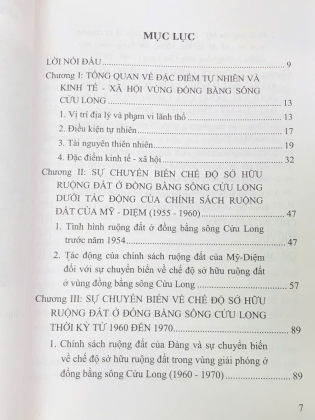 MỤC LỤC
LỜI NÓI ĐẦU 9
Chương I: TỔNG QUAN VỀ ĐẶC ĐIỂM TỰ NHIÊN VÀ
KINH TẾ - XÃ HỘI VÙNG ĐỒNG BẰNG SÔNG
CỬU LONG 13
1. Vị trí địa lý và phạm vi lãnh thổ 13
2. Điều kiện tự nhiên 17
3. Tài nguyên thiên nhiên 19
4. Đặc điểm kinh tế - xã hội 32
Chương II: SỰ CHUYỂN BIẾN CHẾ ĐỘ SỞ HỮU
RUỘNG ĐẤT Ở ĐỒNG BẰNG SÔNG CỬU LONG
DƯỚI TÁC ĐỘNG CỦA CHÍNH SÁCH RUỘNG
ĐẤT CỦA MỸ - DIỆM (1955 - 1960) 47
1. Tình hình ruộng đất ở đồng bằng sông Cửu Long
trước năm 1954 47
2. Tác động của chính sách ruộng đất của Mỹ-Diệm
đối với sự chuyển biến về chế độ sở hữu ruộng đất
ở vùng đồng bằng sông Cửu Long 57
Chương III: SỰ CHUYỂN BIẾN VỀ CHẾ ĐỘ SỞ HỮU
RUỘNG ĐẤT Ở ĐỒNG BẰNG SÔNG CỬU LONG
THỜI KỲ TỪ 1960 ĐẾN 1970 89
1. Chính sách ruộng đất của Đảng và sự chuyển biến
về chế độ sở hữu ruộng đất trong vùng giải phóng ở
đồng bằng sông Cửu Long (1960 - 1970) 89
7